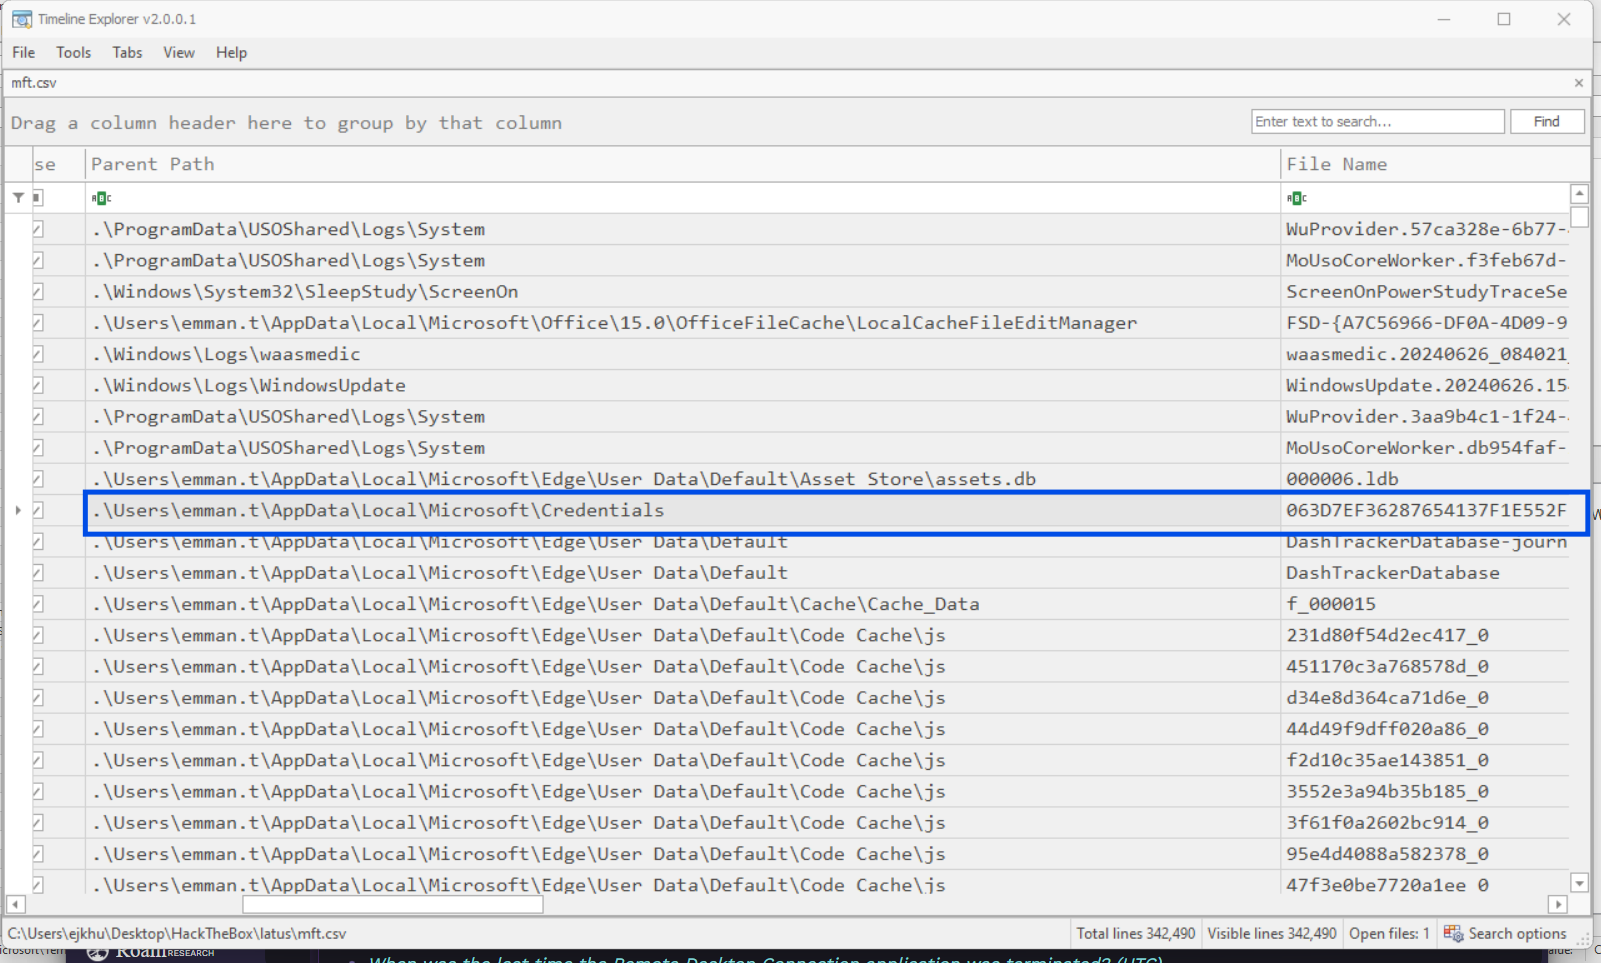 Timeline Explorer v2.0.0.1
File Tools Tabs View Help
mft.csv
Drag a column header here to group by that column
Enter text to search...
Find
se Parent Path File Name
.\ProgramData\USOShared\Logs\System WuProvider.57ca328e-6b77-
.\ProgramData\USOShared\Logs\System MoUsoCoreWorker.f3feb67d-
.\Windows\System32\SleepStudy\ScreenOn ScreenOnPowerStudyTraceSe
.\Users\emman.t\AppData\Local\Microsoft\Office\15.0\OfficeFileCache\LocalCacheFileEditManager FSD-{A7C56966-DF0A-4D09-9
.\Windows\Logs\waasmedic waasmedic.20240626_084021_
.\Windows\Logs\WindowsUpdate WindowsUpdate.20240626.15
.\ProgramData\USOShared\Logs\System WuProvider.3aa9b4c1-1f24-
.\ProgramData\USOShared\Logs\System MoUsoCoreWorker.db954faf-
.\Users\emman.t\AppData\Local\Microsoft\Edge\User Data\Default\Asset Store\assets.db 000006.ldb
.\Users\emman.t\AppData\Local\Microsoft\Credentials 063D7EF36287654137F1E552F
.\Users\emman.t\AppData\Local\Microsoft\Edge\User Data\Default DashTrackerDatabase-journ
.\Users\emman.t\AppData\Local\Microsoft\Edge\User Data\Default DashTrackerDatabase
.\Users\emman.t\AppData\Local\Microsoft\Edge\User Data\Default\Cache\Cache_Data f_000015
.\Users\emman.t\AppData\Local\Microsoft\Edge\User Data\Default\Code Cache\js 231d80f54d2ec417_0
.\Users\emman.t\AppData\Local\Microsoft\Edge\User Data\Default\Code Cache\js 451170c3a768578d_0
.\Users\emman.t\AppData\Local\Microsoft\Edge\User Data\Default\Code Cache\js d34e8d364ca71d6e_0
.\Users\emman.t\AppData\Local\Microsoft\Edge\User Data\Default\Code Cache\js 44d49f9dff020a86_0
.\Users\emman.t\AppData\Local\Microsoft\Edge\User Data\Default\Code Cache\js f2d10c35ae143851_0
.\Users\emman.t\AppData\Local\Microsoft\Edge\User Data\Default\Code Cache\js 3552e3a94b35b185_0
.\Users\emman.t\AppData\Local\Microsoft\Edge\User Data\Default\Code Cache\js 3f61f0a2602bc914_0
.\Users\emman.t\AppData\Local\Microsoft\Edge\User Data\Default\Code Cache\js 95e4d4088a582378_0
.\Users\emman.t\AppData\Local\Microsoft\Edge\User Data\Default\Code Cache\js 47f3e0be7720a1ee_0
C:\Users\ejkhu\Desktop\HackTheBox\latus\mft.csv Total lines 342,490 Visible lines 342,490 Open files: 1 Search options
Roam RESEARCH
When was the last time the Remote Desktop Connection application was terminated? (UTC)